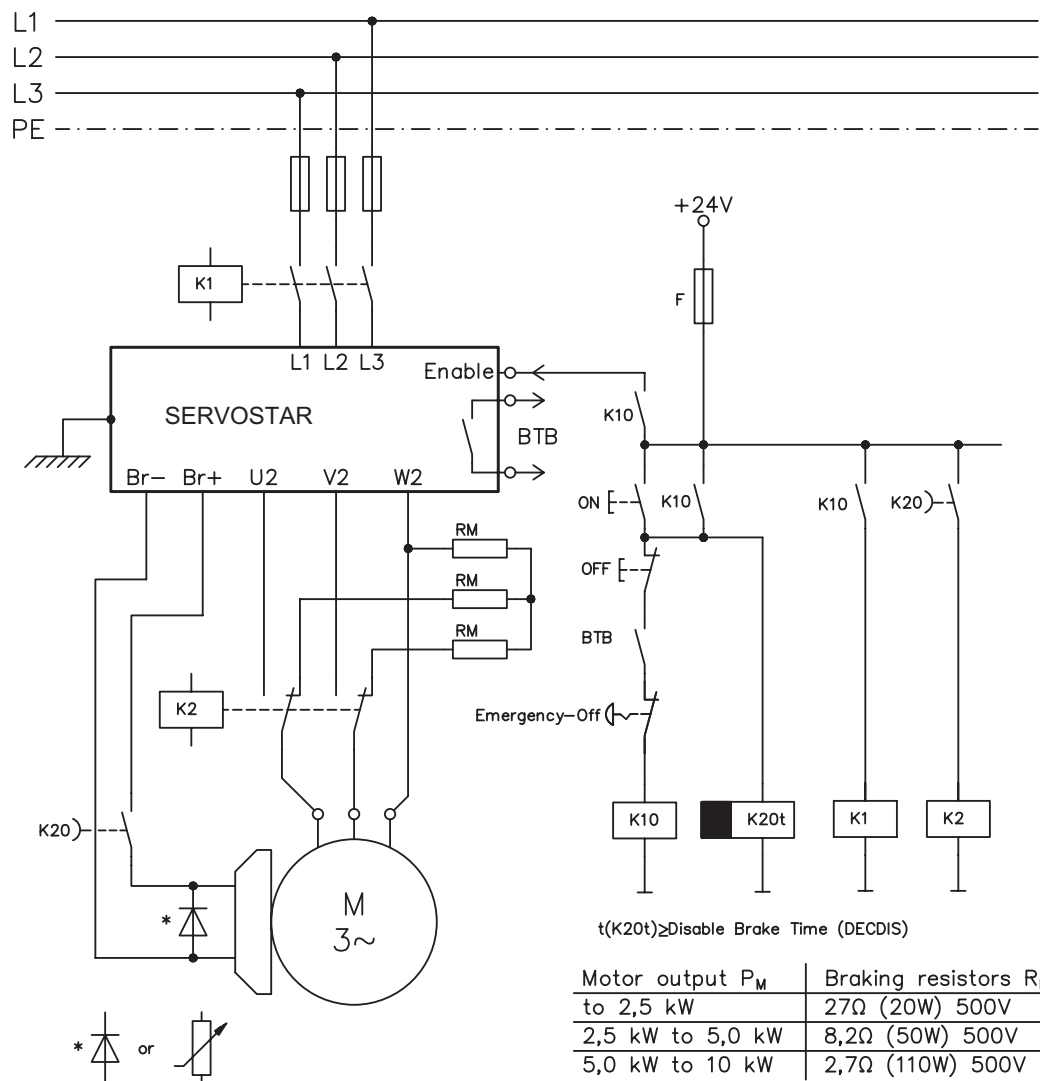 L1
L2
L3
PE
+24V
F
K1
L1 L2 L3
Enable
SERVOSTAR
K10
BTB
Br− Br+ U2 V2 W2
ON
K10
K10
K20
RM
OFF
RM
BTB
RM
K2
Emergency−Off
K20
K10
K20t
K1
K2
*
M
3~
t(K20t)≥Disable Brake Time (DECDIS)
Motor output PM Braking resistors
to 2,5 kW 27Ω (20W) 500V
2,5 kW to 5,0 kW 8,2Ω (50W) 500V
5,0 kW to 10 kW 2,7Ω (110W) 500V
* or